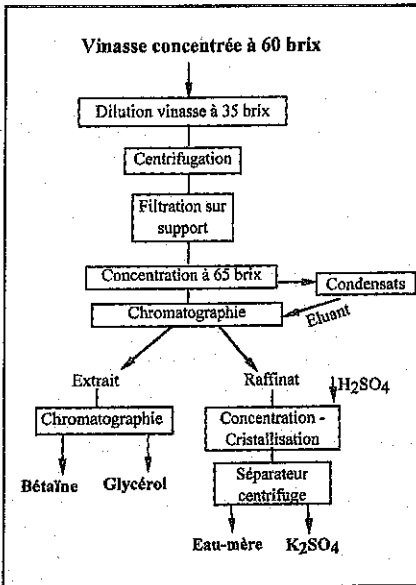 Vinasse concentrée à 60 brix
Dilution vinasse à 35 brix
Centrifugation
Filtration sur
support
Concentration à 65 brix
Condensats
Chromatographie
Eluant
Extrait
Raffinat
H2SO4
Chromatographie
Concentration -
Cristallisation
Bétaïne
Glycérol
Séparateur
centrifuge
Eau-mère
K2SO4